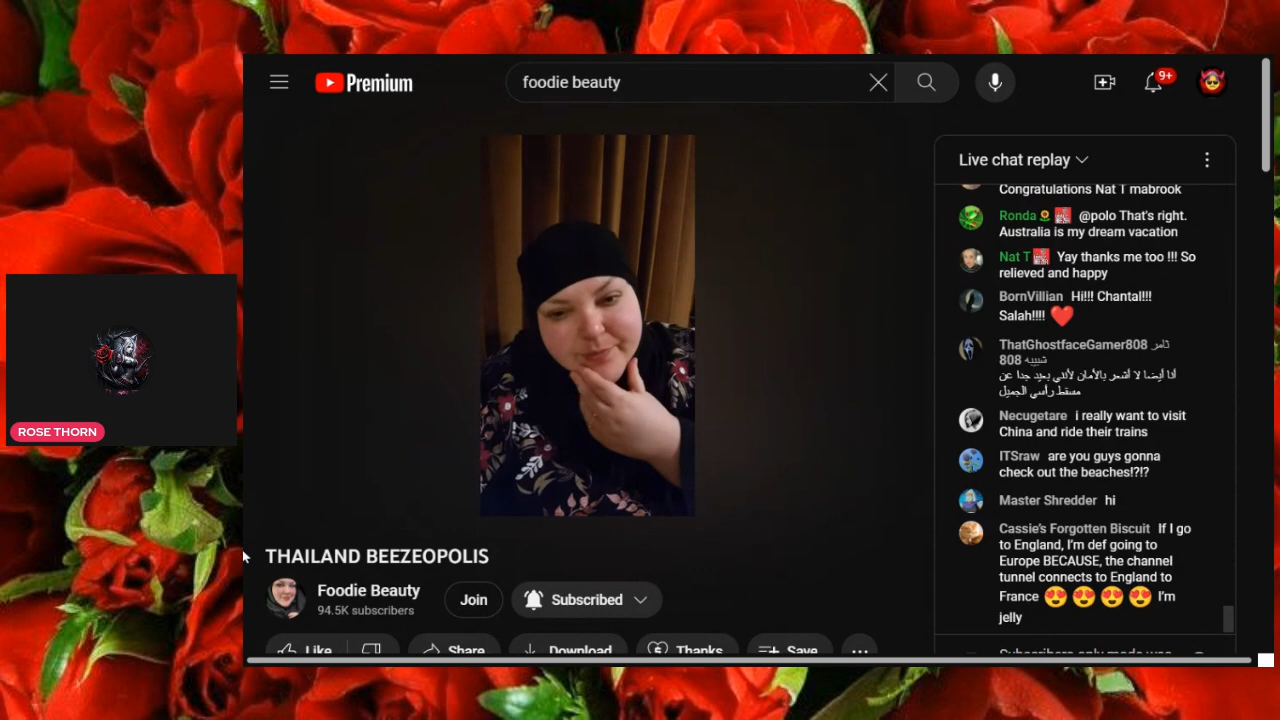 Premium
foodie beauty
9+
Live chat replay
Congratulations Nat T mabrook
Ronda @polo That's right.
Australia is my dream vacation
Nat T Yay thanks me too !!! So
relieved and happy
BornVillian Hi!!! Chantal!!!
Salah!!!! ❤️
ThatGhostfaceGamer808 ثامر
شبيبه 808
أنا أيضا لا أشعر بالأمان لأنني بعيد جدا عن
مسقط رأسي الجميل
Necugetare i really want to visit
China and ride their trains
ITSraw are you guys gonna
check out the beaches!?!?
Master Shredder hi
Cassie's Forgotten Biscuit If I go
to England, I'm def going to
Europe BECAUSE, the channel
tunnel connects to England to
France 😍 😍 😍 😍 I'm
jelly
Subscribers-only mode was
ROSE THORN
THAILAND BEEZEOPOLIS
Foodie Beauty
94.5K subscribers
Join
Subscribed
Like
Share
Download
Thanks
Save